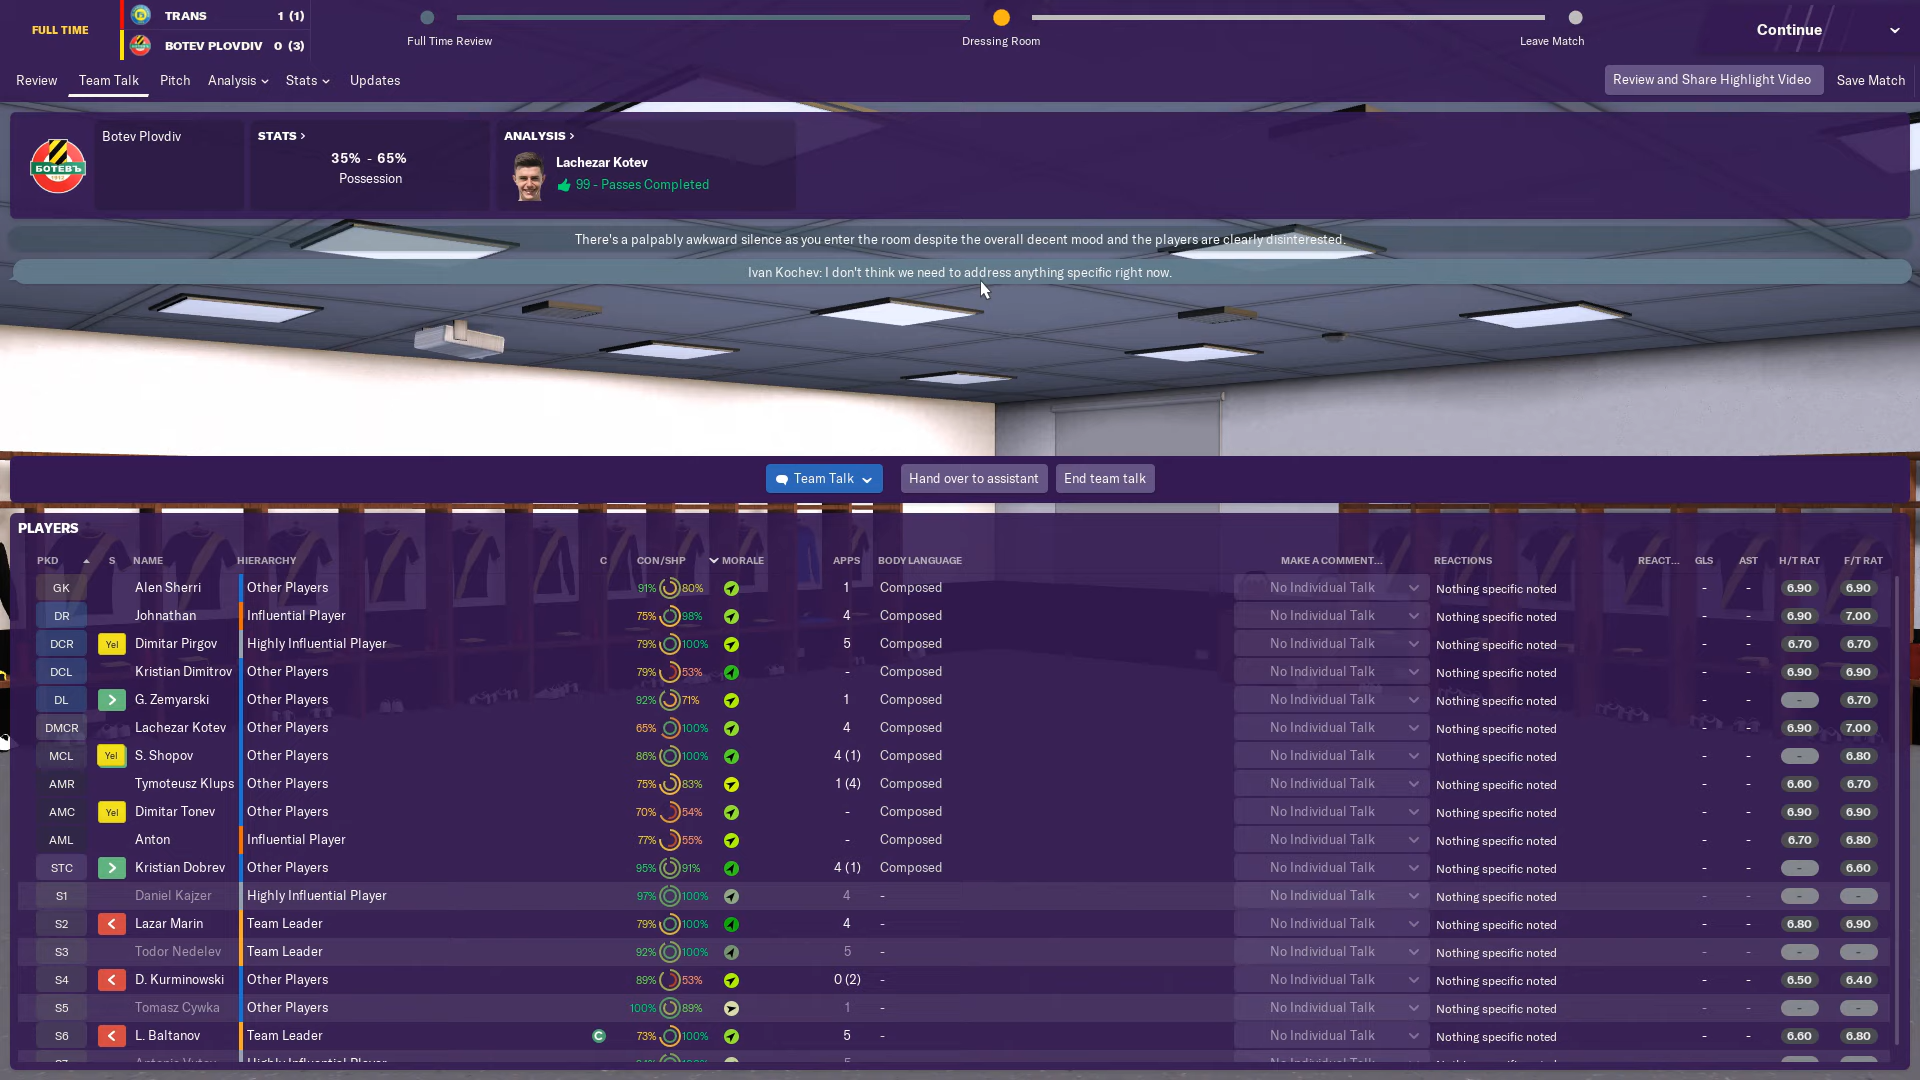 FULL TIME
TRANS 1 (1)
BOTEV PLOVDIV 0 (3)
Full Time Review
Dressing Room
Leave Match
Continue
Review Team Talk Pitch Analysis Stats Updates
Review and Share Highlight Video Save Match
БОТЕВЪ
Botev Plovdiv
STATS >
35% - 65%
Possession
ANALYSIS >
Lachezar Kotev
99 - Passes Completed
There's a palpably awkward silence as you enter the room despite the overall decent mood and the players are clearly disinterested.
Ivan Kochev: I don't think we need to address anything specific right now.
Team Talk Hand over to assistant End team talk
PLAYERS
PKD S NAME HIERARCHY C CON/SHP MORALE APPS BODY LANGUAGE MAKE A COMMENT... REACTIONS REACT... GLS AST H/T RAT F/T RAT
GK Alen Sherri Other Players 91% 80% 1 Composed No Individual Talk Nothing specific noted - - 6.90 6.90
DR Johnathan Influential Player 75% 98% 4 Composed No Individual Talk Nothing specific noted - - 6.90 7.00
DCR Yel Dimitar Pirgov Highly Influential Player 79% 100% 5 Composed No Individual Talk Nothing specific noted - - 6.70 6.70
DCL Kristian Dimitrov Other Players 79% 53% - Composed No Individual Talk Nothing specific noted - - 6.90 6.90
DL G. Zemyarski Other Players 92% 71% 1 Composed No Individual Talk Nothing specific noted - - - 6.70
DMCR Lachezar Kotev Other Players 65% 100% 4 Composed No Individual Talk Nothing specific noted - - 6.90 7.00
MCL Yel S. Shopov Other Players 86% 100% 4 (1) Composed No Individual Talk Nothing specific noted - - - 6.80
AMR Tymoteusz Klups Other Players 75% 83% 1 (4) Composed No Individual Talk Nothing specific noted - - 6.60 6.70
AMC Yel Dimitar Tonev Other Players 70% 54% - Composed No Individual Talk Nothing specific noted - - 6.90 6.90
AML Anton Influential Player 77% 55% - Composed No Individual Talk Nothing specific noted - - 6.70 6.80
STC Kristian Dobrev Other Players 95% 91% 4 (1) Composed No Individual Talk Nothing specific noted - - - 6.60
S1 Daniel Kajzer Highly Influential Player 97% 100% 4 - No Individual Talk Nothing specific noted - - - -
S2 Lazar Marin Team Leader 79% 100% 4 - No Individual Talk Nothing specific noted - - 6.80 6.90
S3 Todor Nedelev Team Leader 92% 100% 5 - No Individual Talk Nothing specific noted - - - -
S4 D. Kurminowski Other Players 89% 53% 0 (2) - No Individual Talk Nothing specific noted - - 6.50 6.40
S5 Tomasz Cywka Other Players 100% 89% 1 - No Individual Talk Nothing specific noted - - - -
S6 L. Baltanov Team Leader C 73% 100% 5 - No Individual Talk Nothing specific noted - - 6.60 6.80
Highly Influential Player